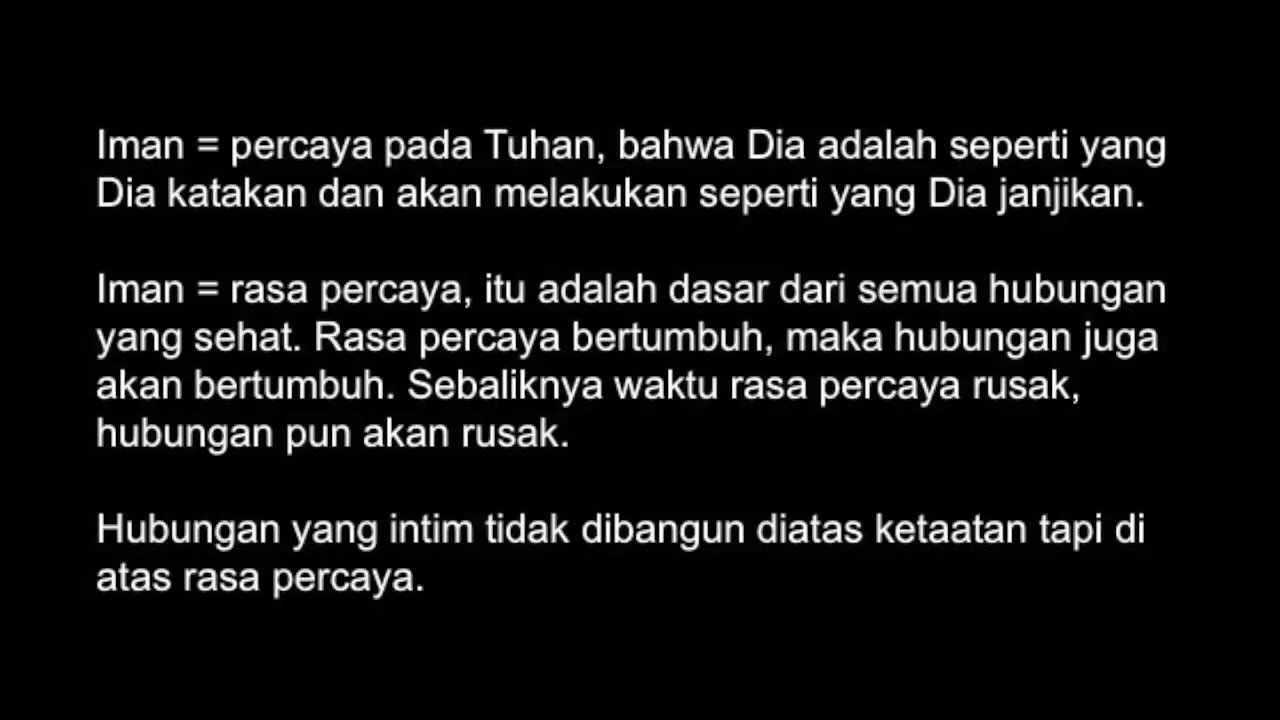 Iman = percaya pada Tuhan, bahwa Dia adalah seperti yang
Dia katakan dan akan melakukan seperti yang Dia janjikan.
Iman = rasa percaya, itu adalah dasar dari semua hubungan
yang sehat. Rasa percaya bertumbuh, maka hubungan juga
akan bertumbuh. Sebaliknya waktu rasa percaya rusak,
hubungan pun akan rusak.
Hubungan yang intim tidak dibangun diatas ketaatan tapi di
atas rasa percaya.